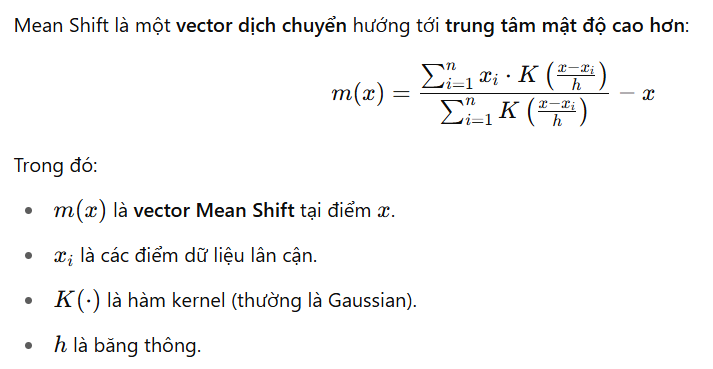 Mean Shift là một vector dịch chuyển hướng tới trung tâm mật độ cao hơn:
m(x) = \frac{\sum_{i=1}^{n} x_i \cdot K\left(\frac{x-x_i}{h}\right)}{\sum_{i=1}^{n} K\left(\frac{x-x_i}{h}\right)} - x
Trong đó:
• m(x) là vector Mean Shift tại điểm x.
• x_i là các điểm dữ liệu lân cận.
• K(·) là hàm kernel (thường là Gaussian).
• h là băng thông.